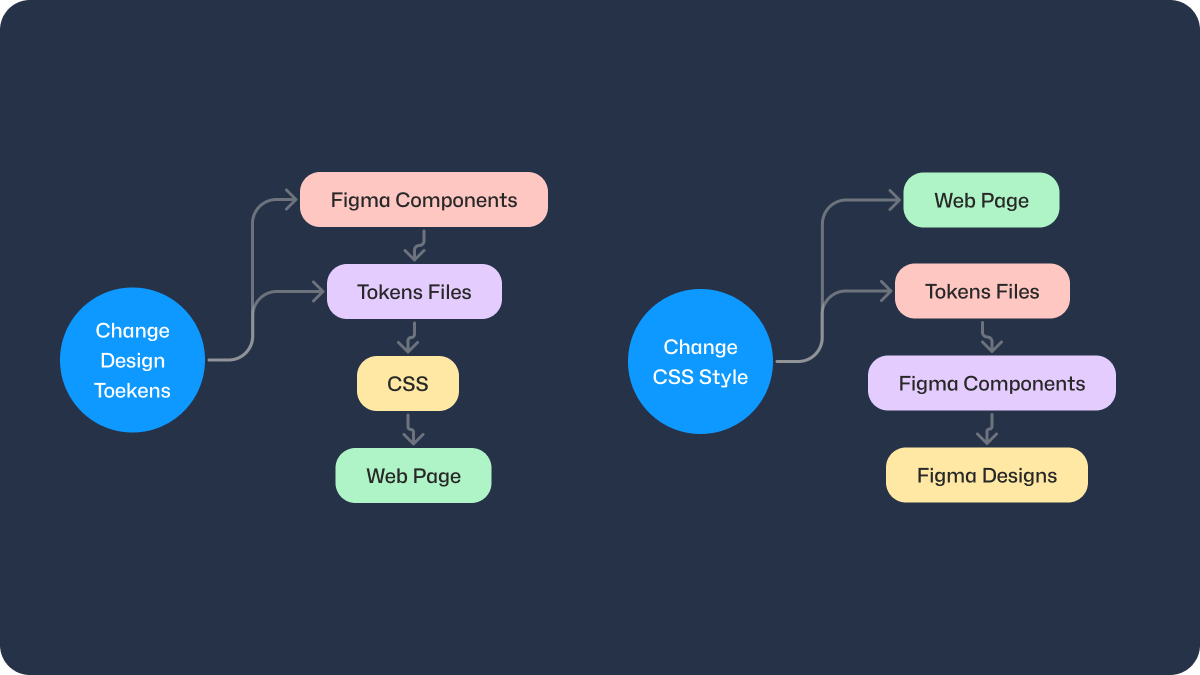 Change
Design
Toekens
Figma Components
Tokens Files
CSS
Web Page
Change
CSS Style
Web Page
Tokens Files
Figma Components
Figma Designs